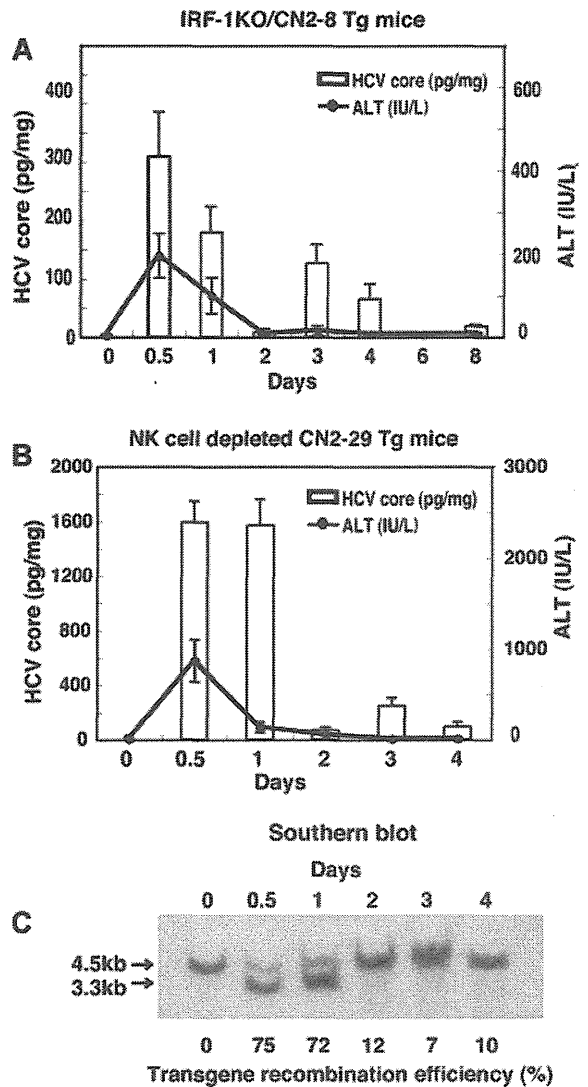 IRF-1KO/CN2-8 Tg mice
A
HCV core (pg/mg)
400
300
200
100
0
HCV core (pg/mg)
ALT (IU/L)
600
400
200
0
ALT (IU/L)
0 0.5 1 2 3 4 6 8
Days
NK cell depleted CN2-29 Tg mice
B
HCV core (pg/mg)
2000
1600
1200
800
400
0
HCV core (pg/mg)
ALT (IU/L)
3000
2000
1000
0
ALT (IU/L)
0 0.5 1 2 3 4
Days
Southern blot
Days
0 0.5 1 2 3 4
C
4.5kb→
3.3kb→
0 75 72 12 7 10
Transgene recombination efficiency (%)